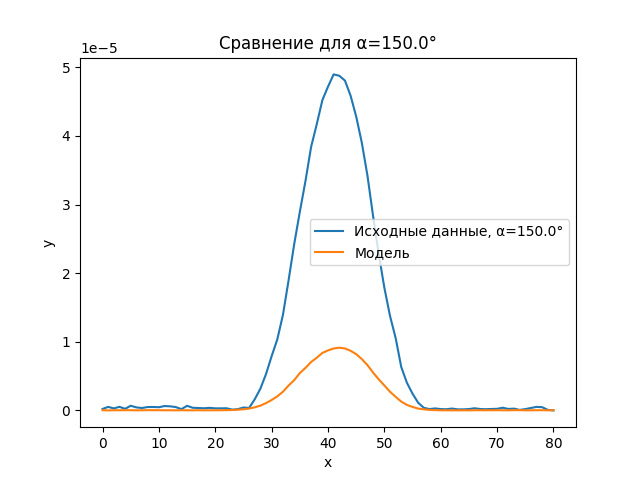 Сравнение для α=150.0°
1e−5
5
4
3
2
1
0
y
Исходные данные, α=150.0°
Модель
0 10 20 30 40 50 60 70 80
x